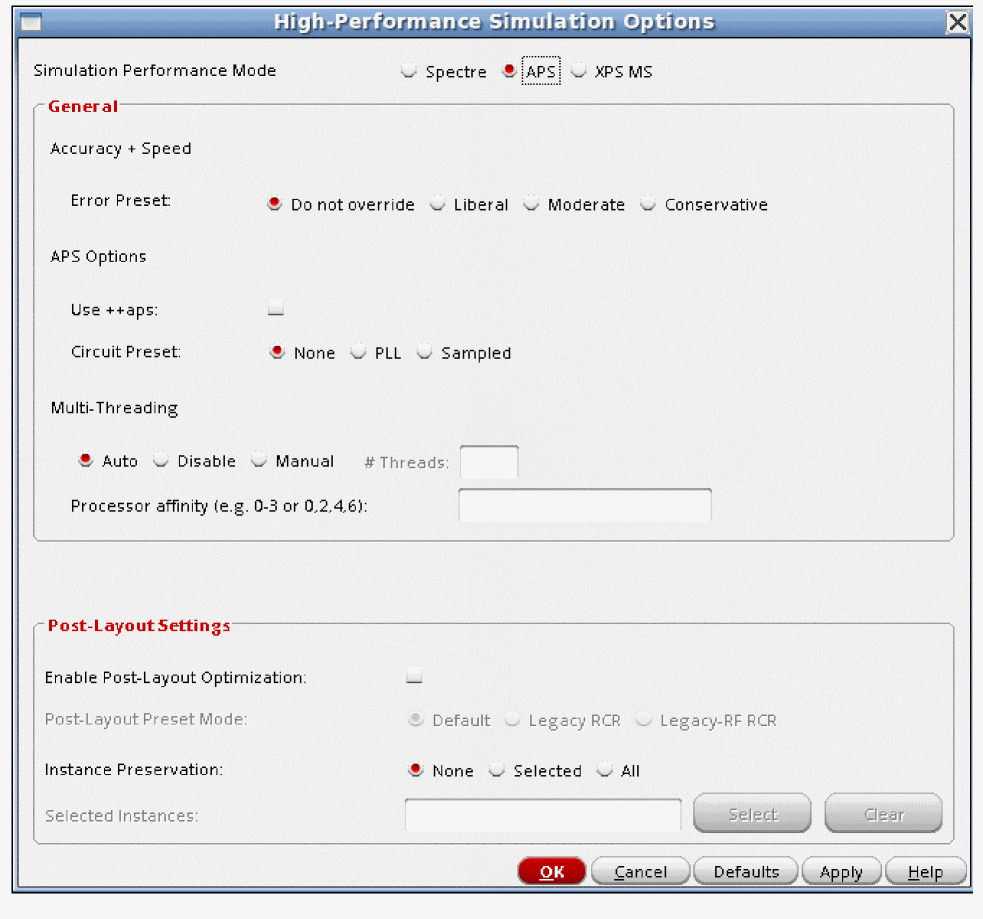 High-Performance Simulation Options
Simulation Performance Mode Spectre APS XPS MS
General
Accuracy + Speed
Error Preset: Do not override Liberal Moderate Conservative
APS Options
Use ++aps:
Circuit Preset: None PLL Sampled
Multi-Threading
Auto Disable Manual # Threads:
Processor affinity (e.g. 0-3 or 0,2,4,6):
Post-Layout Settings
Enable Post-Layout Optimization:
Post-Layout Preset Mode: Default Legacy RCR Legacy-RF RCR
Instance Preservation: None Selected All
Selected Instances: Select Clear
OK Cancel Defaults Apply Help